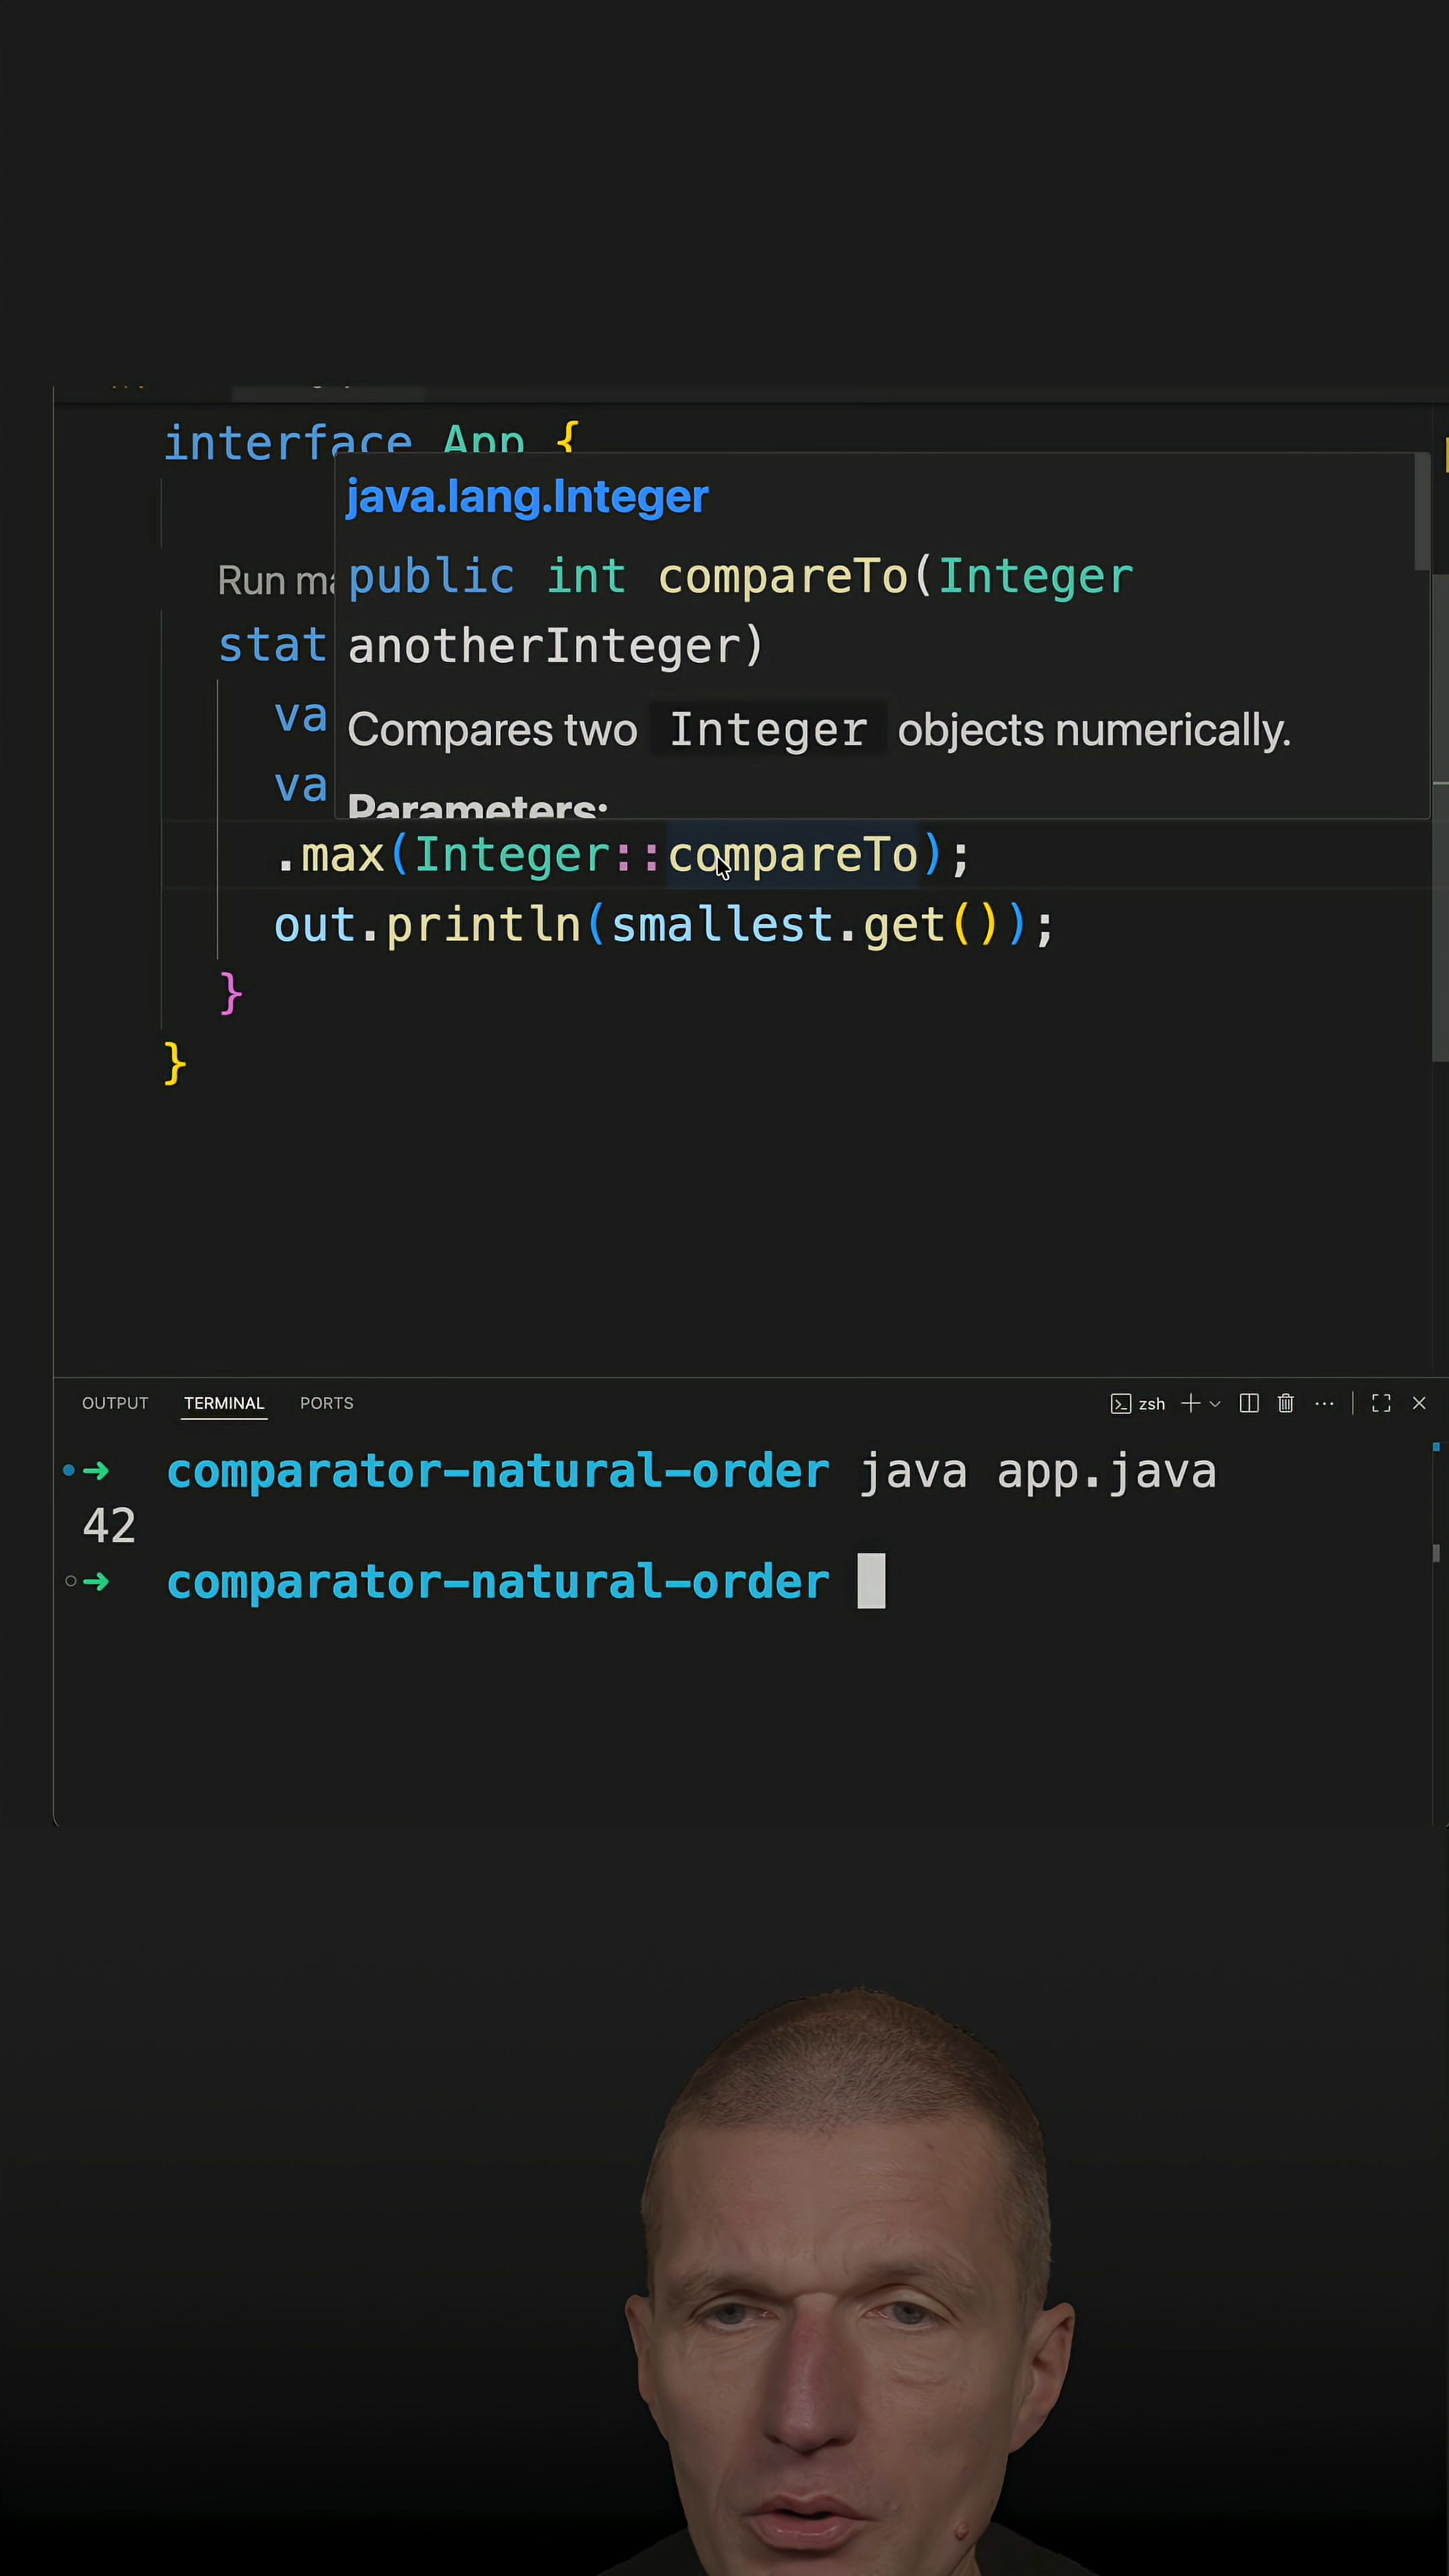 interface App {
java.lang.Integer
public int compareTo(Integer
Run ma
stat anotherInteger)
va
Compares two Integer objects numerically.
va
Parameters:
.max(Integer::compareTo);
out.println(smallest.get());
}
}
OUTPUT TERMINAL PORTS zsh
→ comparator-natural-order java app.java
42
→ comparator-natural-order